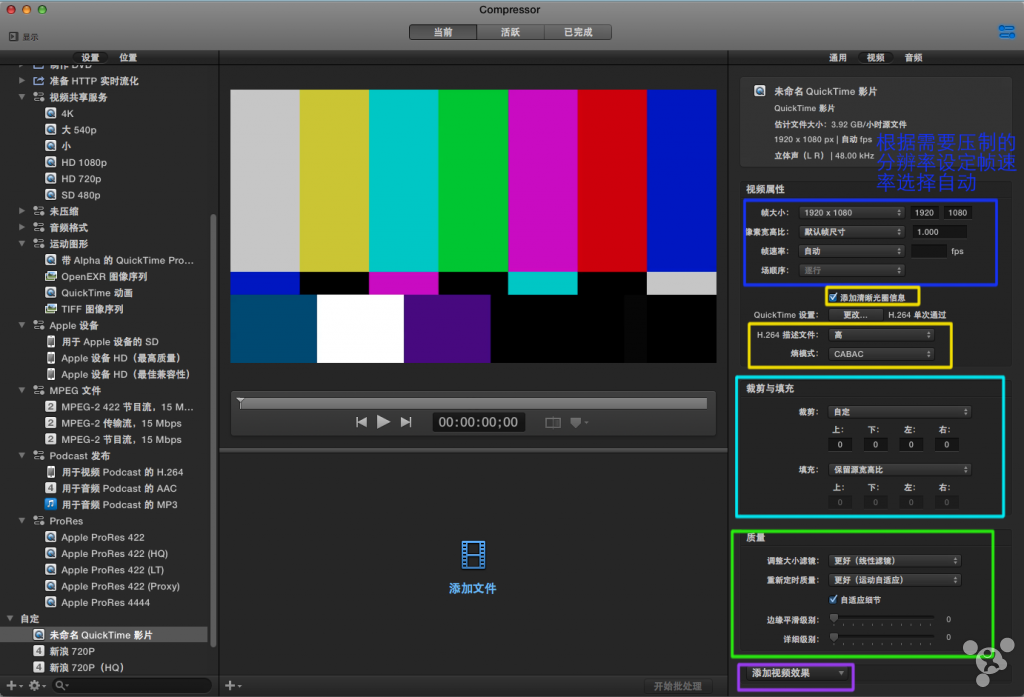 Compressor
显示
当前
活跃
已完成
设置
位置
制作 DVD
准备 HTTP 实时流化
视频共享服务
4K
大 540p
小
HD 1080p
HD 720p
SD 480p
未压缩
音频格式
运动图形
带 Alpha 的 QuickTime Pro...
OpenEXR 图像序列
QuickTime 动画
TIFF 图像序列
Apple 设备
用于 Apple 设备的 SD
Apple 设备 HD（最高质量）
Apple 设备 HD（最佳兼容性）
MPEG 文件
MPEG-2 422 节目流，15 M...
MPEG-2 传输流，15 Mbps
MPEG-2 节目流，15 Mbps
Podcast 发布
用于视频 Podcast 的 H.264
用于音频 Podcast 的 AAC
用于音频 Podcast 的 MP3
ProRes
Apple ProRes 422
Apple ProRes 422 (HQ)
Apple ProRes 422 (LT)
Apple ProRes 422 (Proxy)
Apple ProRes 4444
自定
未命名 QuickTime 影片
新浪 720P
新浪 720P（HQ）
00:00:00;00
添加文件
开始批处理
通用
视频
音频
未命名 QuickTime 影片
QuickTime 影片
估计文件大小：3.92 GB/小时源文件
1920 x 1080 px | 自动 fps
立体声（L R）| 48.00 kHz
根据需要压制的
分辨率设定帧速
率选择自动
视频属性
帧大小： 1920 x 1080 1920 1080
像素宽高比： 默认帧尺寸 1.000
帧速率： 自动 fps
场顺序： 逐行
添加清晰光圈信息
QuickTime 设置： 更改... H.264 单次通过
H.264 描述文件： 高
熵模式： CABAC
裁剪与填充
裁剪： 自定
上： 下： 左： 右：
0 0 0 0
填充： 保留源宽高比
上： 下： 左： 右：
0 0 0 0
质量
调整大小滤镜： 更好（线性滤镜）
重新定时质量： 更好（运动自适应）
自适应细节
边缘平滑级别： 0
详细级别： 0
添加视频效果